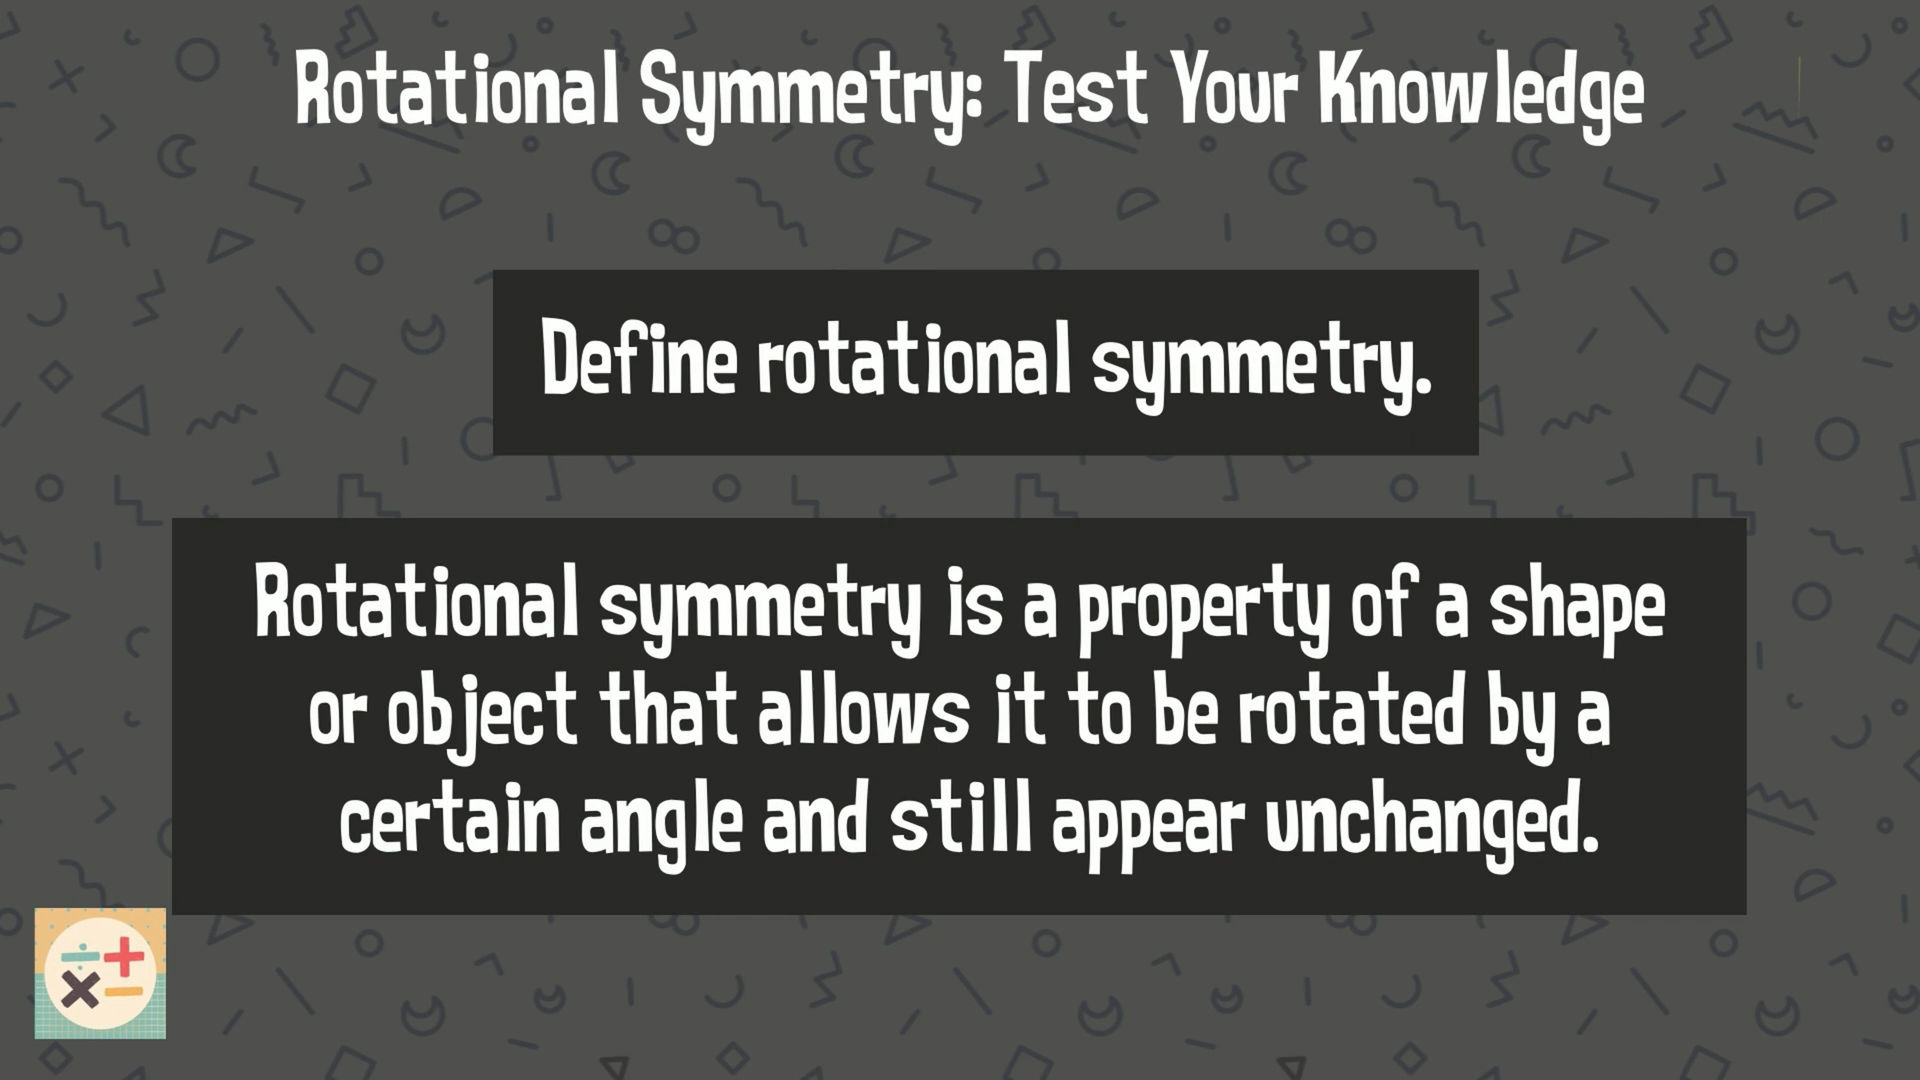 Rotational Symmetry: Test Your Knowledge
Define rotational symmetry.
Rotational symmetry is a property of a shape
or object that allows it to be rotated by a
certain angle and still appear unchanged.